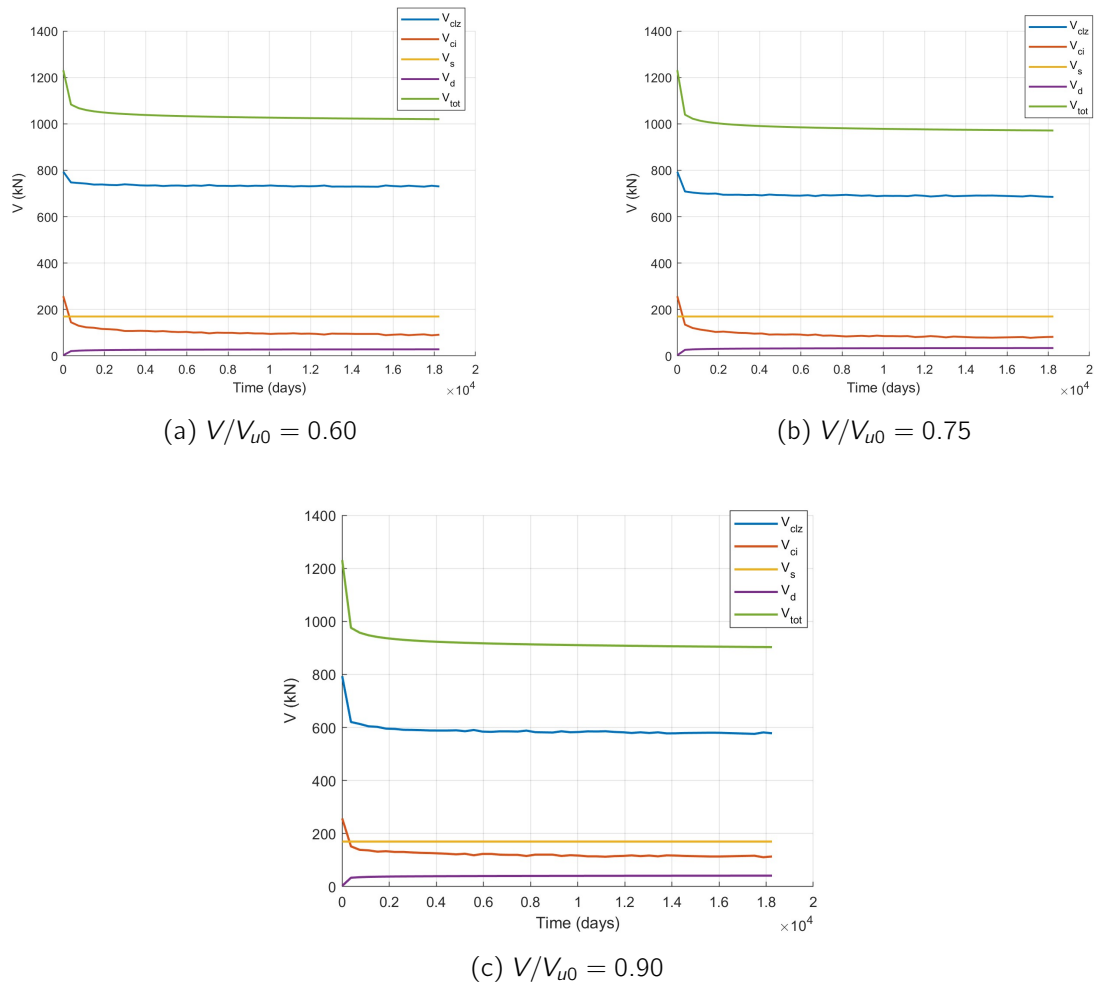 1400
1200
1000
800
600
400
200
0
V (kN)
0 0.2 0.4 0.6 0.8 1 1.2 1.4 1.6 1.8 2
Time (days)
×10⁴
V_clz
V_ci
V_s
V_d
V_tot
(a) V/V_u0 = 0.60
1400
1200
1000
800
600
400
200
0
V (kN)
0 0.2 0.4 0.6 0.8 1 1.2 1.4 1.6 1.8 2
Time (days)
×10⁴
V_clz
V_ci
V_s
V_d
V_tot
(b) V/V_u0 = 0.75
1400
1200
1000
800
600
400
200
0
V (kN)
0 0.2 0.4 0.6 0.8 1 1.2 1.4 1.6 1.8 2
Time (days)
×10⁴
V_clz
V_ci
V_s
V_d
V_tot
(c) V/V_u0 = 0.90